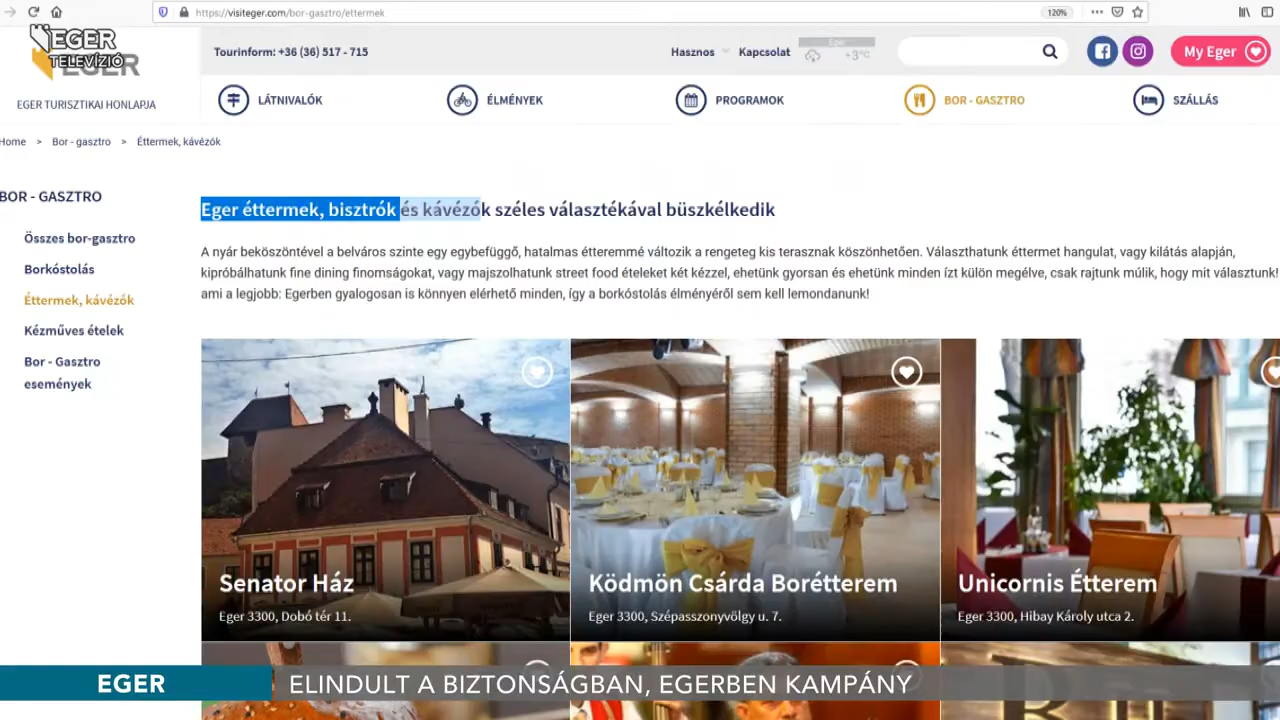 https://visiteger.com/bor-gasztro/ettermek
120%
EGER
TELEVÍZIÓ
EGER
EGER TURISZTIKAI HONLAPJA
Tourinform: +36 (36) 517 - 715
Hasznos
Kapcsolat
Eger
+3°C
My Eger
LÁTNIVALÓK
ÉLMÉNYEK
PROGRAMOK
BOR - GASZTRO
SZÁLLÁS
Home > Bor - gasztro > Éttermek, kávézók
BOR - GASZTRO
Összes bor-gasztro
Borkóstolás
Éttermek, kávézók
Kézműves ételek
Bor - Gasztro
események
Eger éttermek, bisztrók és kávézók széles választékával büszkélkedik
A nyár beköszöntével a belváros szinte egy egybefüggő, hatalmas étteremmé változik a rengeteg kis terasznak köszönhetően. Választhatunk éttermet hangulat, vagy kilátás alapján,
kipróbálhatunk fine dining finomságokat, vagy majszolhatunk street food ételeket két kézzel, ehetünk gyorsan és ehetünk minden ízt külön megélve, csak rajtunk múlik, hogy mit választunk!
ami a legjobb: Egerben gyalogosan is könnyen elérhető minden, így a borkóstolás élményéről sem kell lemondanunk!
Senator Ház
Eger 3300, Dobó tér 11.
Ködmön Csárda Borétterem
Eger 3300, Szépasszonyvölgy u. 7.
Unicornis Étterem
Eger 3300, Hibay Károly utca 2.
EGER
ELINDULT A BIZTONSÁGBAN, EGERBEN KAMPÁNY